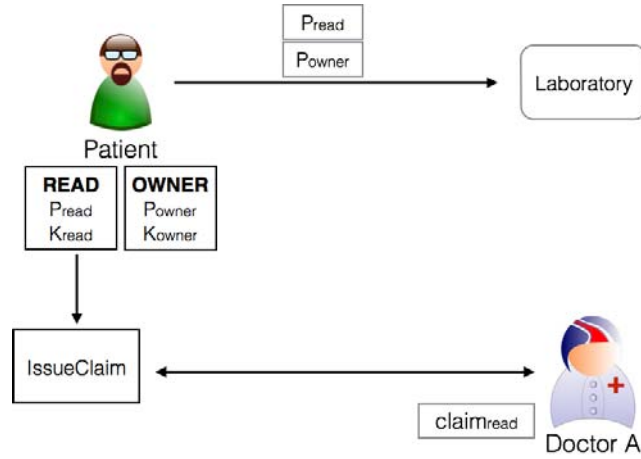 Pread
Powner
Laboratory
Patient
READ
Pread
Kread
OWNER
Powner
Kowner
IssueClaim
claimread
Doctor A